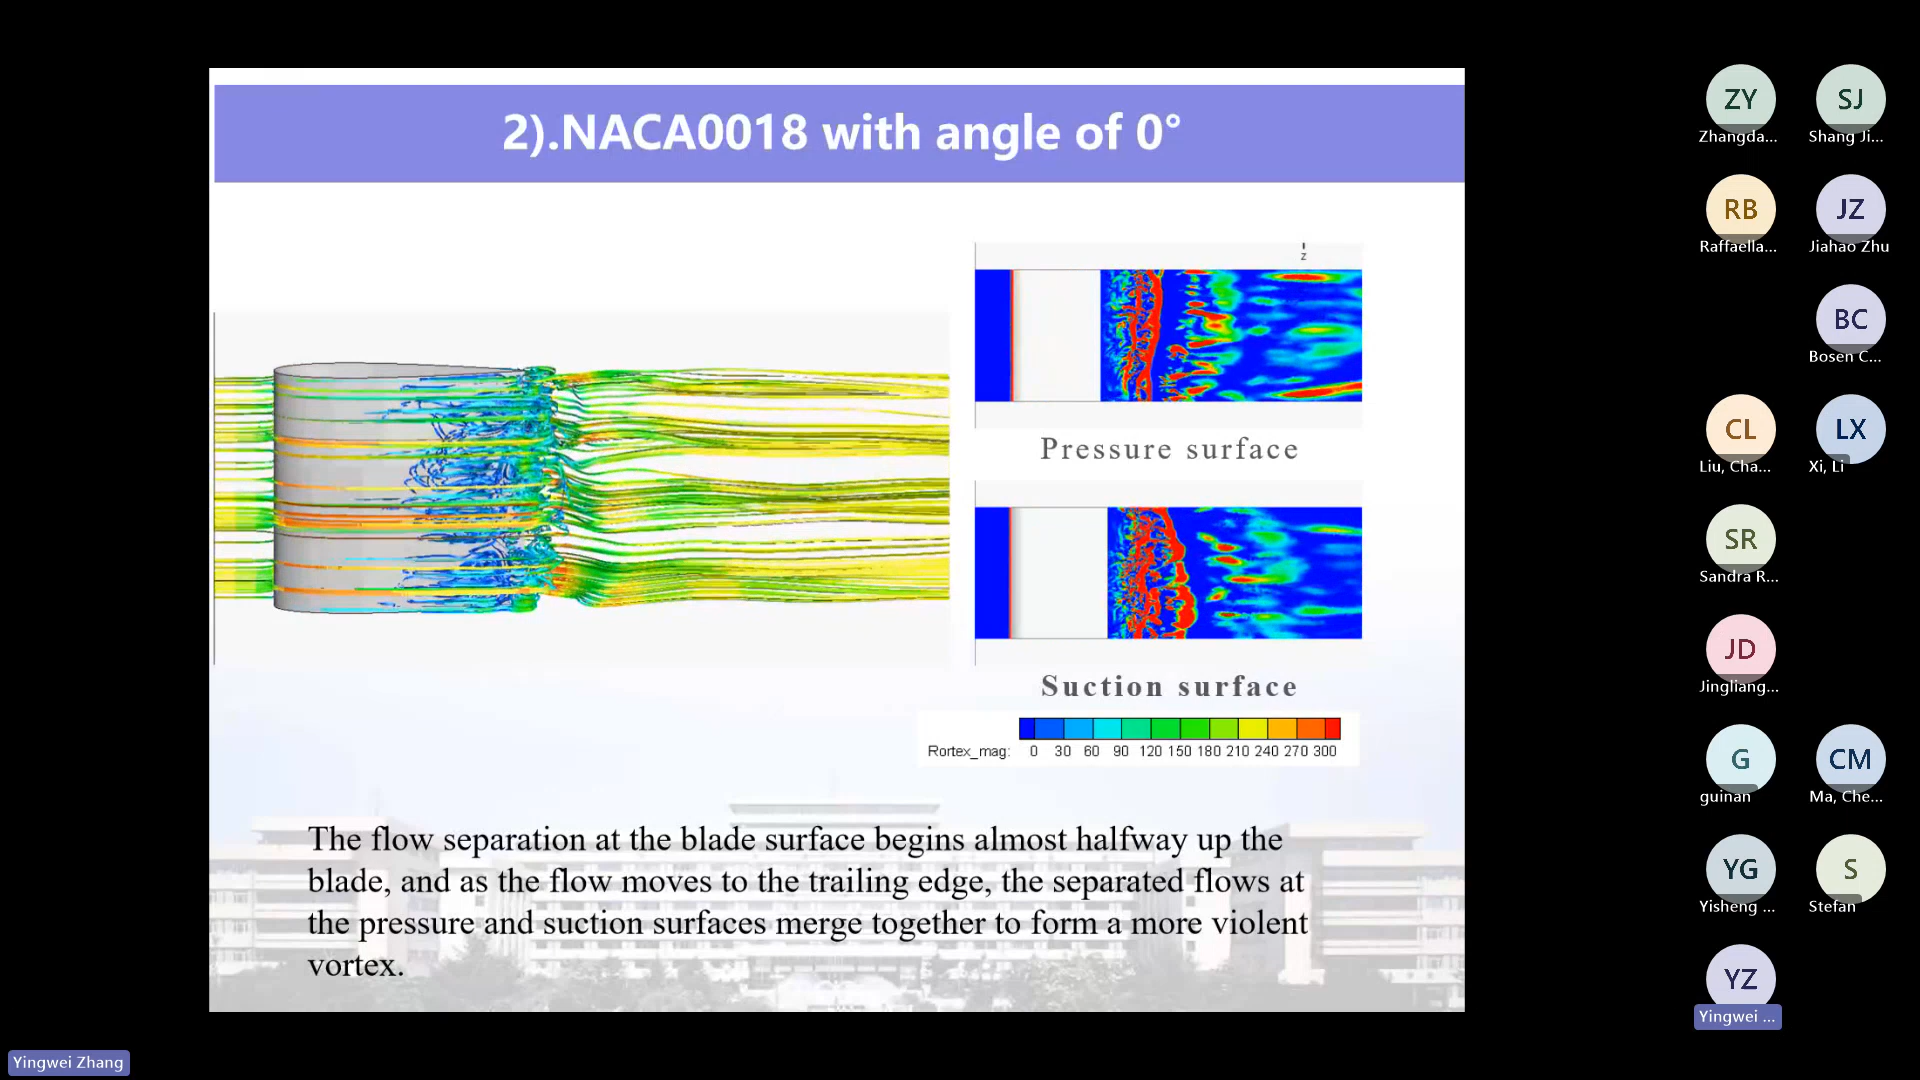 2).NACA0018 with angle of 0°
z
Pressure surface
Suction surface
Rortex_mag: 0 30 60 90 120 150 180 210 240 270 300
The flow separation at the blade surface begins almost halfway up the
blade, and as the flow moves to the trailing edge, the separated flows at
the pressure and suction surfaces merge together to form a more violent
vortex.
ZY
Zhangda...
SJ
Shang Ji...
RB
Raffaella...
JZ
Jiahao Zhu
BC
Bosen C...
CL
Liu, Cha...
LX
Xi, Li
SR
Sandra R...
JD
Jingliang...
G
guinan
CM
Ma, Che...
YG
Yisheng ...
S
Stefan
YZ
Yingwei ...
Yingwei Zhang